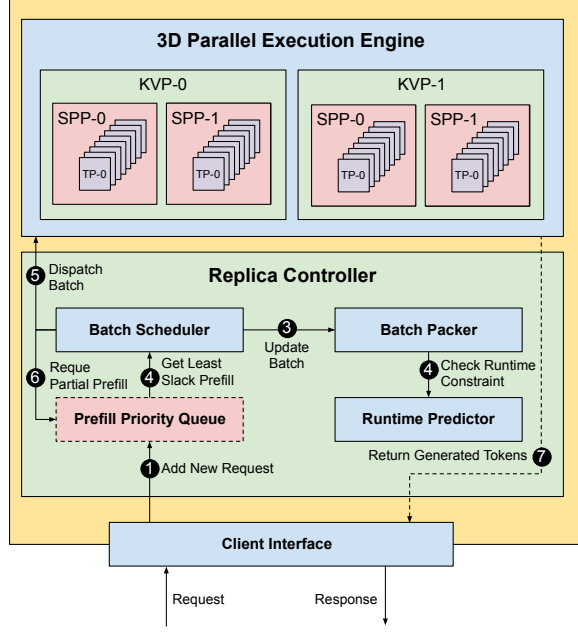 3D Parallel Execution Engine
KVP-0
KVP-1
SPP-0
SPP-1
SPP-0
SPP-1
TP-0
TP-0
TP-0
TP-0
5 Dispatch
Batch
Replica Controller
Batch Scheduler
3
Update
Batch
Batch Packer
6 Reque
Partial Prefill
4 Get Least
Slack Prefill
4 Check Runtime
Constraint
Prefill Priority Queue
Runtime Predictor
1 Add New Request
Return Generated Tokens 7
Client Interface
Request
Response